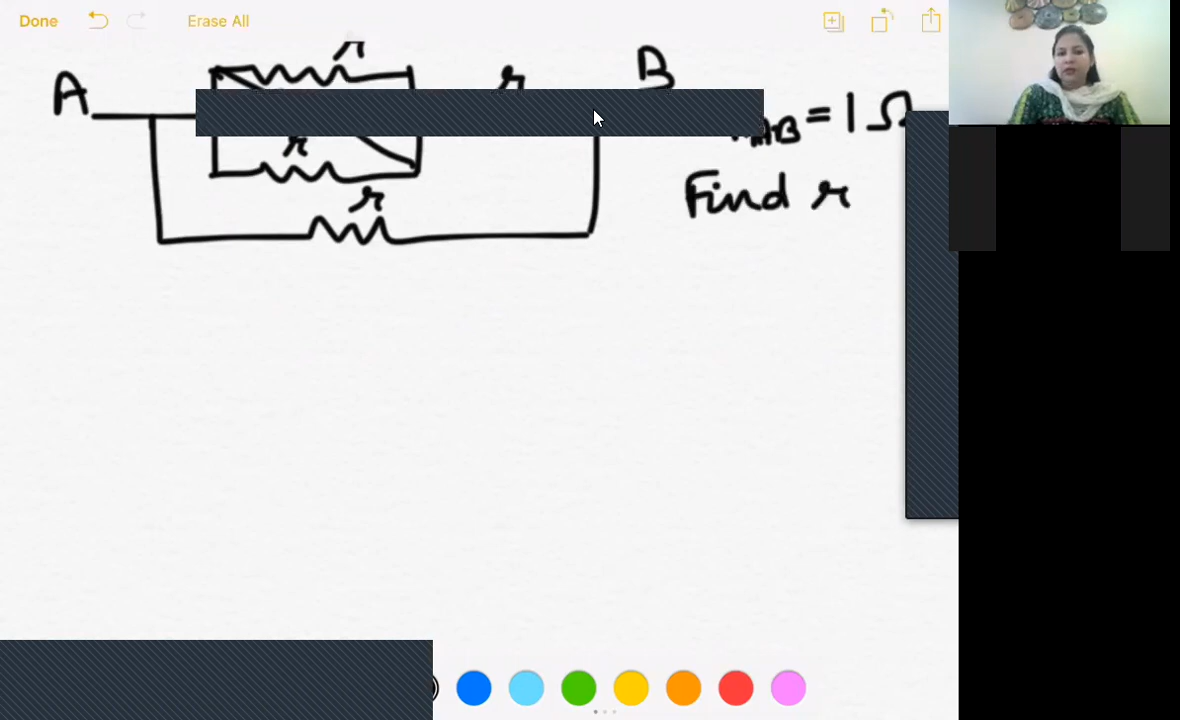 Done
Erase All
A
r
r
B
= 1 Ω
r
Find r
r